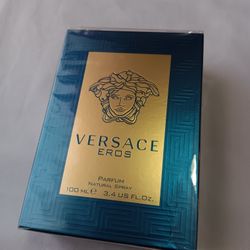 VERSACE
EROS
PARFUM
NATURAL SPRAY
100 ML ℮ 3.4 US FL.OZ.